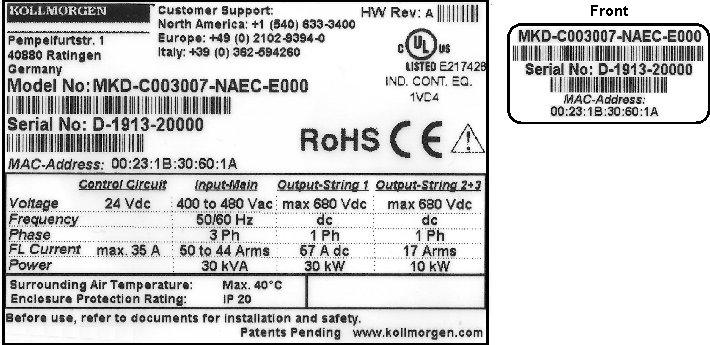 KOLLMORGEN
Customer Support:
North America: +1 (540) 633-3400
Europe: +49 (0) 2102-9394-0
Italy: +39 (0) 362-594260
HW Rev: A
Pempelfurtstr. 1
40880 Ratingen
Germany
C UL US
LISTED E217428
IND. CONT. EQ.
1VD4
Model No: MKD-C003007-NAEC-E000
Serial No: D-1913-20000
RoHS CE
MAC-Address: 00:23:1B:30:60:1A
Control Circuit Input-Main Output-String 1 Output-String 2+3
Voltage 24 Vdc 400 to 480 Vac max 680 Vdc max 680 Vdc
Frequency 50/60 Hz dc dc
Phase 3 Ph 1 Ph 1 Ph
FL Current max. 35 A 50 to 44 Arms 57 A dc 17 Arms
Power 30 kVA 30 kW 10 kW
Surrounding Air Temperature: Max. 40°C
Enclosure Protection Rating: IP 20
Before use, refer to documents for installation and safety.
Patents Pending www.kollmorgen.com
Front
MKD-C003007-NAEC-E000
Serial No: D-1913-20000
MAC-Address:
00:23:1B:30:60:1A